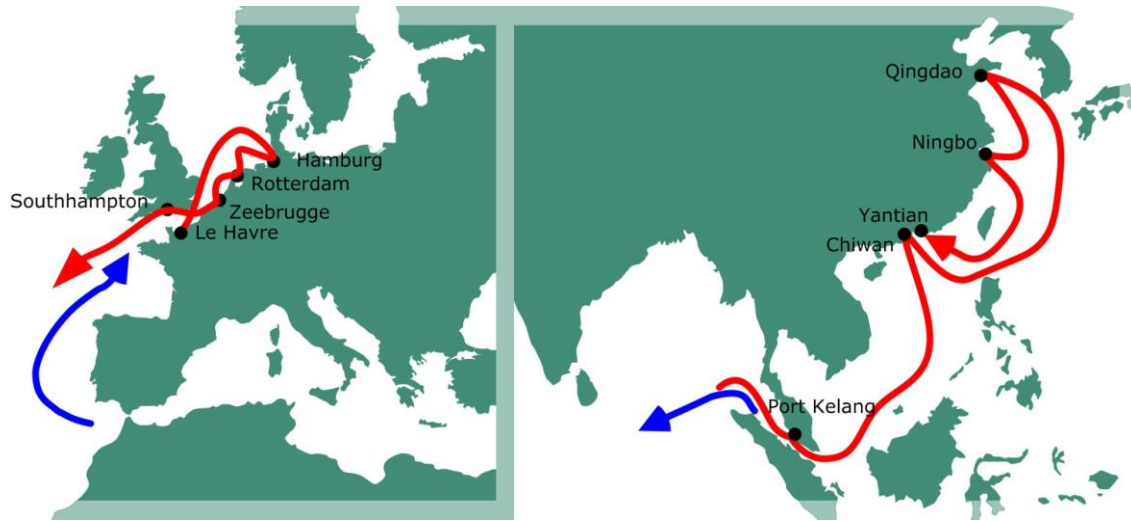 Hamburg
Rotterdam
Southhampton
Zeebrugge
Le Havre
Qingdao
Ningbo
Yantian
Chiwan
Port Kelang